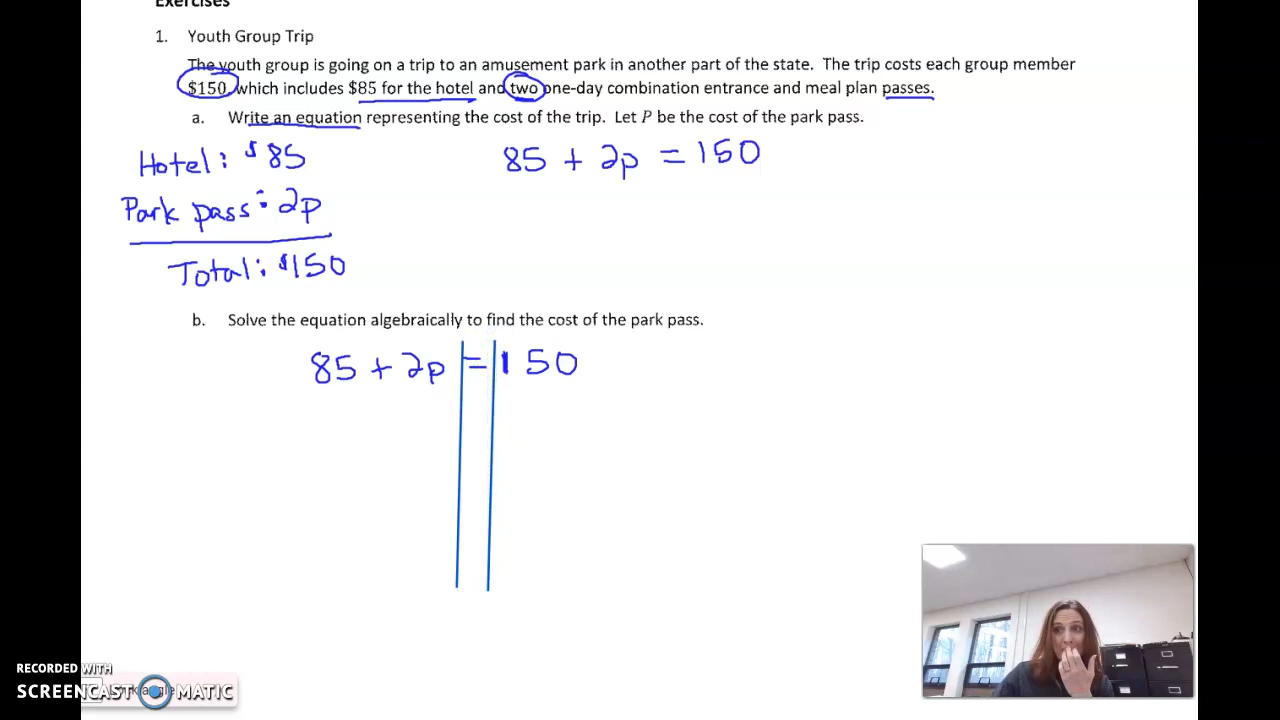 Exercises
1. Youth Group Trip
The youth group is going on a trip to an amusement park in another part of the state. The trip costs each group member
$150, which includes $85 for the hotel and two one-day combination entrance and meal plan passes.
a. Write an equation representing the cost of the trip. Let P be the cost of the park pass.
Hotel: $85
85 + 2p = 150
Park pass: 2p
Total: $150
b. Solve the equation algebraically to find the cost of the park pass.
85 + 2p = 150
RECORDED WITH
SCREENCAST MATIC